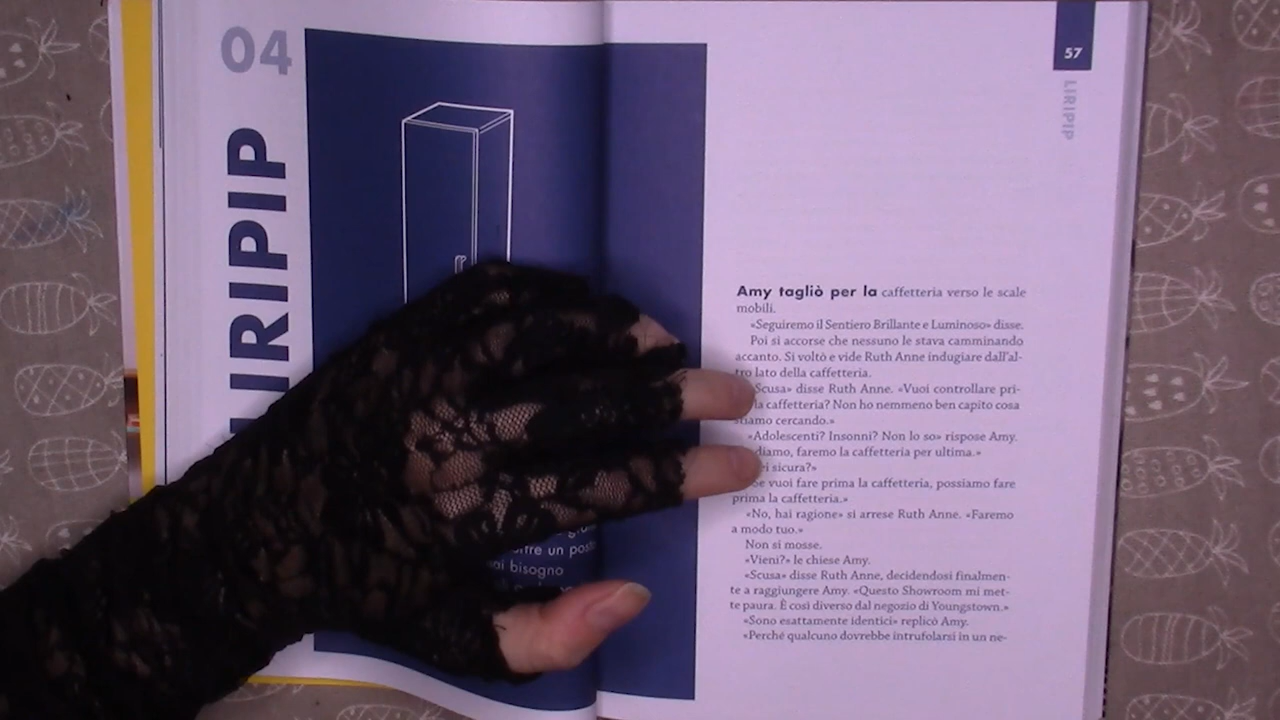 04
LIRIPIP
offre un posto
hai bisogno
57
LIRIPIP
Amy tagliò per la caffetteria verso le scale
mobili.
«Seguiremo il Sentiero Brillante e Luminoso» disse.
Poi si accorse che nessuno le stava camminando
accanto. Si voltò e vide Ruth Anne indugiare dall'al-
tro lato della caffetteria.
«Scusa» disse Ruth Anne. «Vuoi controllare pri-
la caffetteria? Non ho nemmeno ben capito cosa
stiamo cercando.»
«Adolescenti? Insonni? Non lo so» rispose Amy.
diamo, faremo la caffetteria per ultima.»
sicura?»
vuoi fare prima la caffetteria, possiamo fare
prima la caffetteria.»
«No, hai ragione» si arrese Ruth Anne. «Faremo
a modo tuo.»
Non si mosse.
«Vieni?» le chiese Amy.
«Scusa» disse Ruth Anne, decidendosi finalmen-
te a raggiungere Amy. «Questo Showroom mi met-
te paura. È così diverso dal negozio di Youngstown.»
«Sono esattamente identici» replicò Amy.
«Perché qualcuno dovrebbe intrufolarsi in un ne-